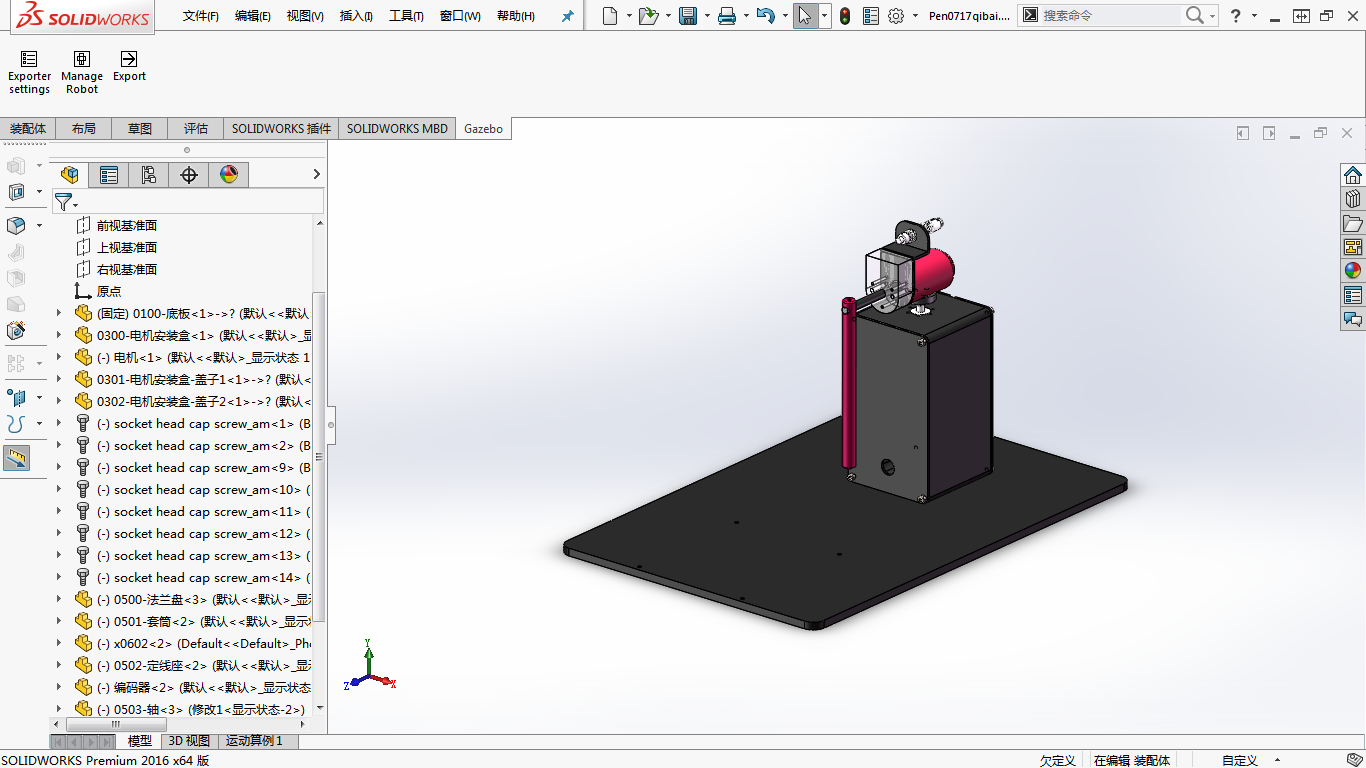 SOLIDWORKS 文件(F) 编辑(E) 视图(V) 插入(I) 工具(T) 窗口(W) 帮助(H) Pen0717qibai.... 搜索命令
Exporter settings
Manage Robot
Export
装配体 布局 草图 评估 SOLIDWORKS 插件 SOLIDWORKS MBD Gazebo
前视基准面
上视基准面
右视基准面
原点
(固定) 0100-底板<1>->? (默认<<默认
0300-电机安装盒<1> (默认<<默认>_显
(-) 电机<1> (默认<<默认>_显示状态 1
0301-电机安装盒-盖子1<1>->? (默认<
0302-电机安装盒-盖子2<1>->? (默认<
(-) socket head cap screw_am<1> (B
(-) socket head cap screw_am<2> (B
(-) socket head cap screw_am<9> (B
(-) socket head cap screw_am<10> (
(-) socket head cap screw_am<11> (
(-) socket head cap screw_am<12> (
(-) socket head cap screw_am<13> (
(-) socket head cap screw_am<14> (
(-) 0500-法兰盘<3> (默认<<默认>_显示
(-) 0501-套筒<2> (默认<<默认>_显示状
(-) x0602<2> (Default<<Default>_Pho
(-) 0502-定线座<2> (默认<<默认>_显示
(-) 编码器<2> (默认<<默认>_显示状态
(-) 0503-轴<3> (修改1<显示状态-2>)
Y
Z
X
模型 3D 视图 运动算例1
SOLIDWORKS Premium 2016 x64 版 欠定义 在编辑 装配体 自定义